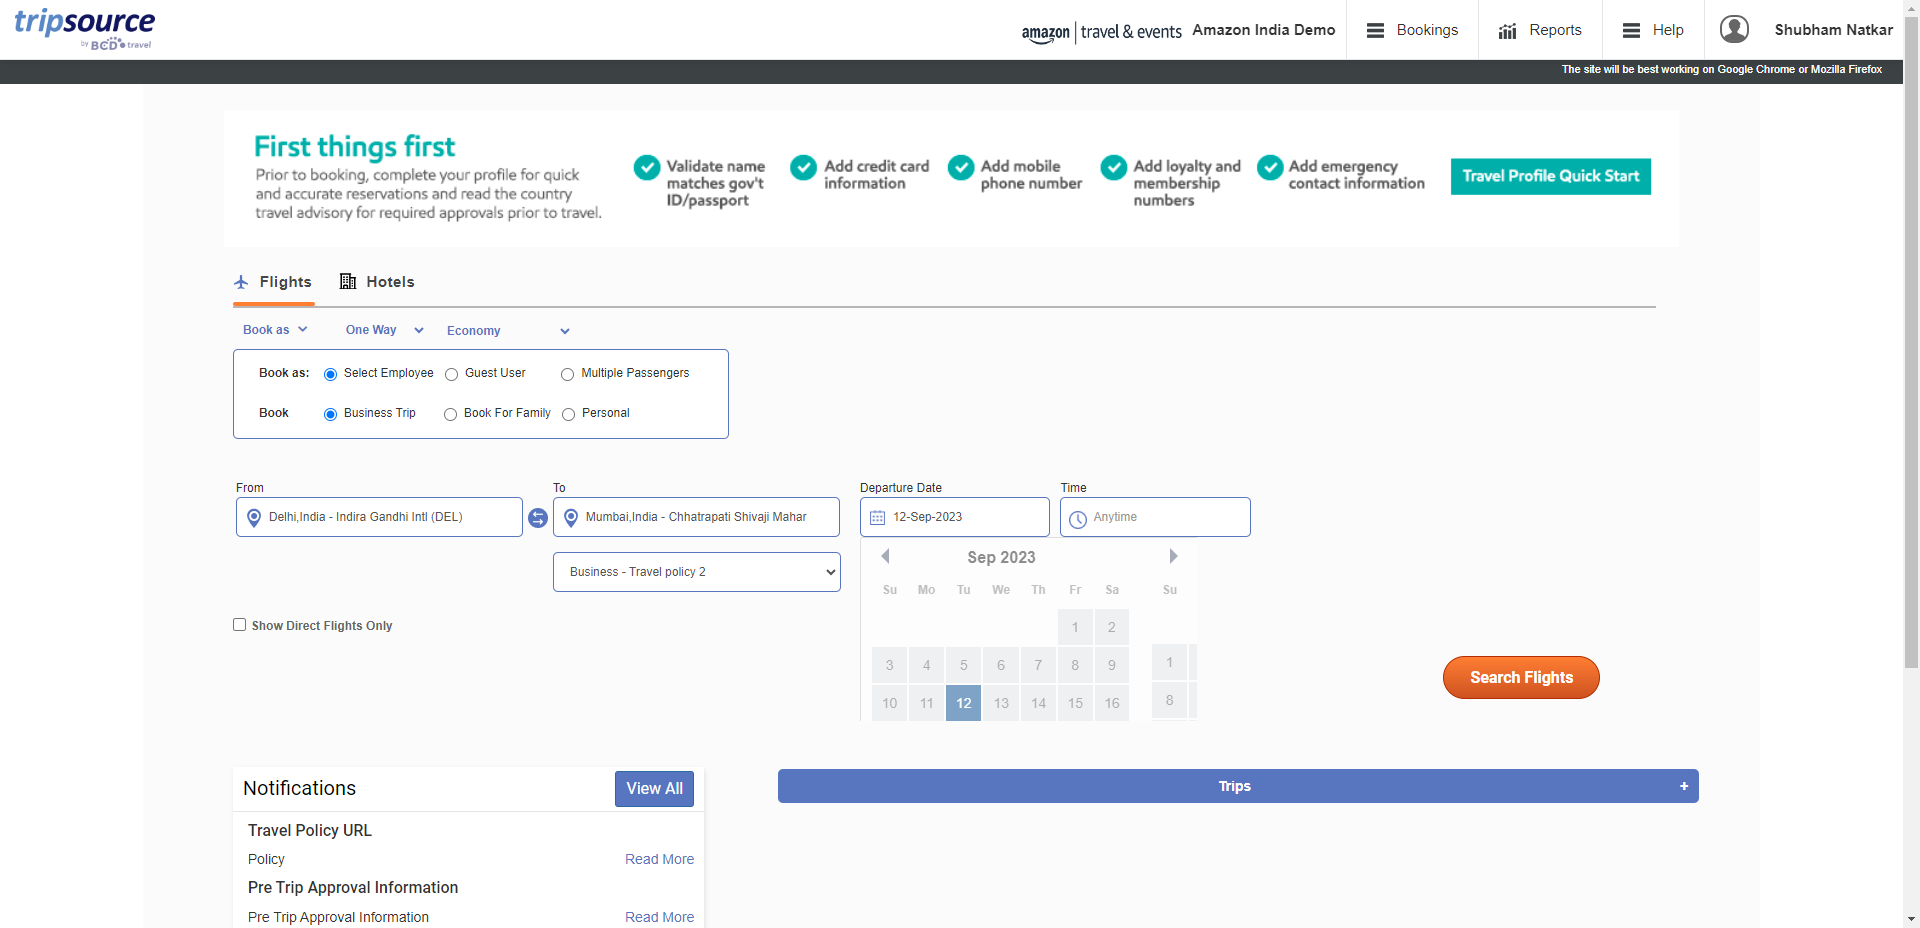 tripsource
by BCD travel
amazon travel & events Amazon India Demo Bookings Reports Help Shubham Natkar
The site will be best working on Google Chrome or Mozilla Firefox
First things first
Prior to booking, complete your profile for quick
and accurate reservations and read the country
travel advisory for required approvals prior to travel.
Validate name
matches gov't
ID/passport
Add credit card
information
Add mobile
phone number
Add loyalty and
membership
numbers
Add emergency
contact information
Travel Profile Quick Start
Flights Hotels
Book as One Way Economy
Book as: Select Employee Guest User Multiple Passengers
Book Business Trip Book For Family Personal
From To Departure Date Time
Delhi,India - Indira Gandhi Intl (DEL) Mumbai,India - Chhatrapati Shivaji Mahar 12-Sep-2023 Anytime
Business - Travel policy 2
Sep 2023
Su Mo Tu We Th Fr Sa Su
1 2
3 4 5 6 7 8 9 1
10 11 12 13 14 15 16 8
Show Direct Flights Only
Search Flights
Notifications View All
Travel Policy URL
Policy Read More
Pre Trip Approval Information
Pre Trip Approval Information Read More
Trips +